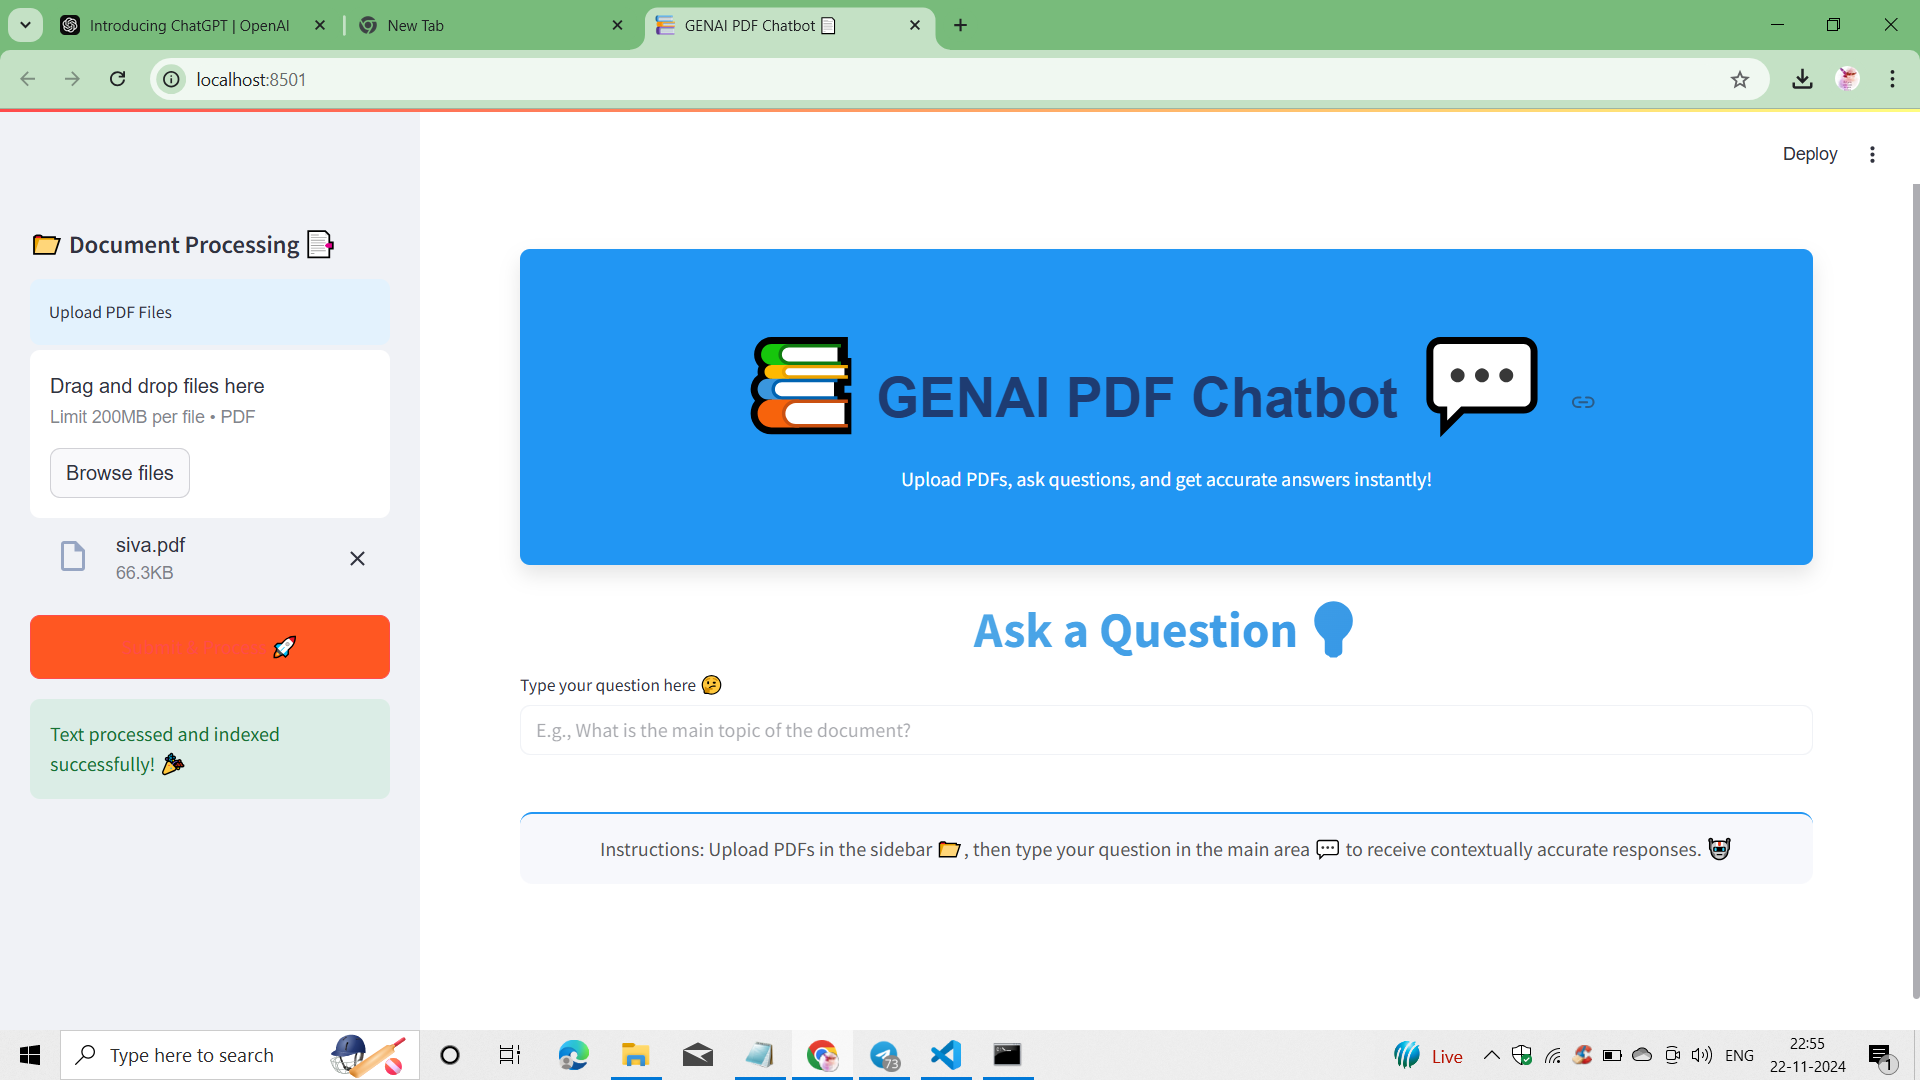 Introducing ChatGPT | OpenAI
New Tab
GENAI PDF Chatbot
localhost:8501
Deploy
Document Processing
Upload PDF Files
Drag and drop files here
Limit 200MB per file • PDF
Browse files
siva.pdf
66.3KB
Text processed and indexed
successfully!
GENAI PDF Chatbot
Upload PDFs, ask questions, and get accurate answers instantly!
Ask a Question
Type your question here
E.g., What is the main topic of the document?
Instructions: Upload PDFs in the sidebar , then type your question in the main area to receive contextually accurate responses.
Type here to search
73
Live
ENG
22:55
22-11-2024
1